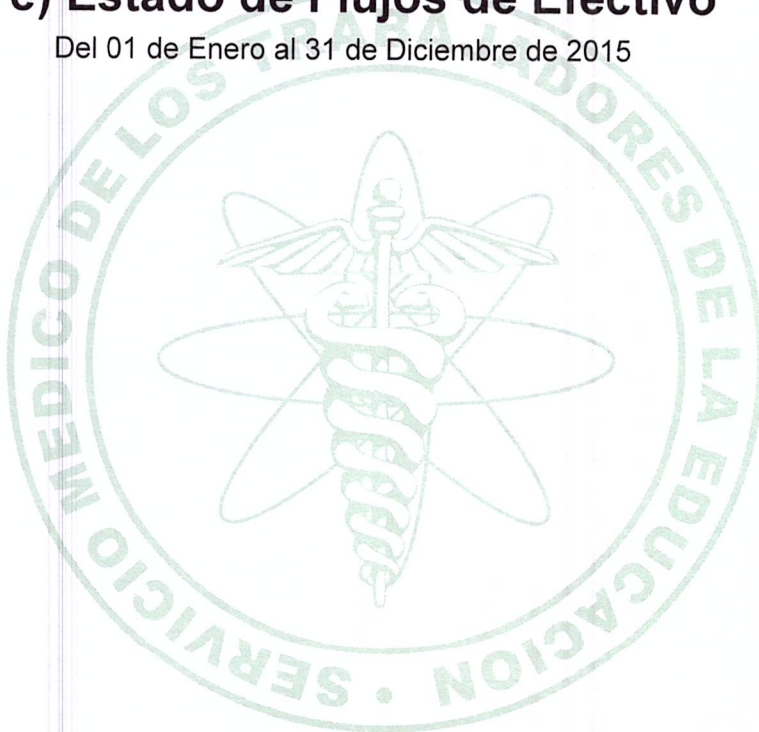 c) Estado de Flujos de Efectivo
Del 01 de Enero al 31 de Diciembre de 2015
SERVICIO MEDICO DE LOS TRABAJADORES DE LA EDUCACION •